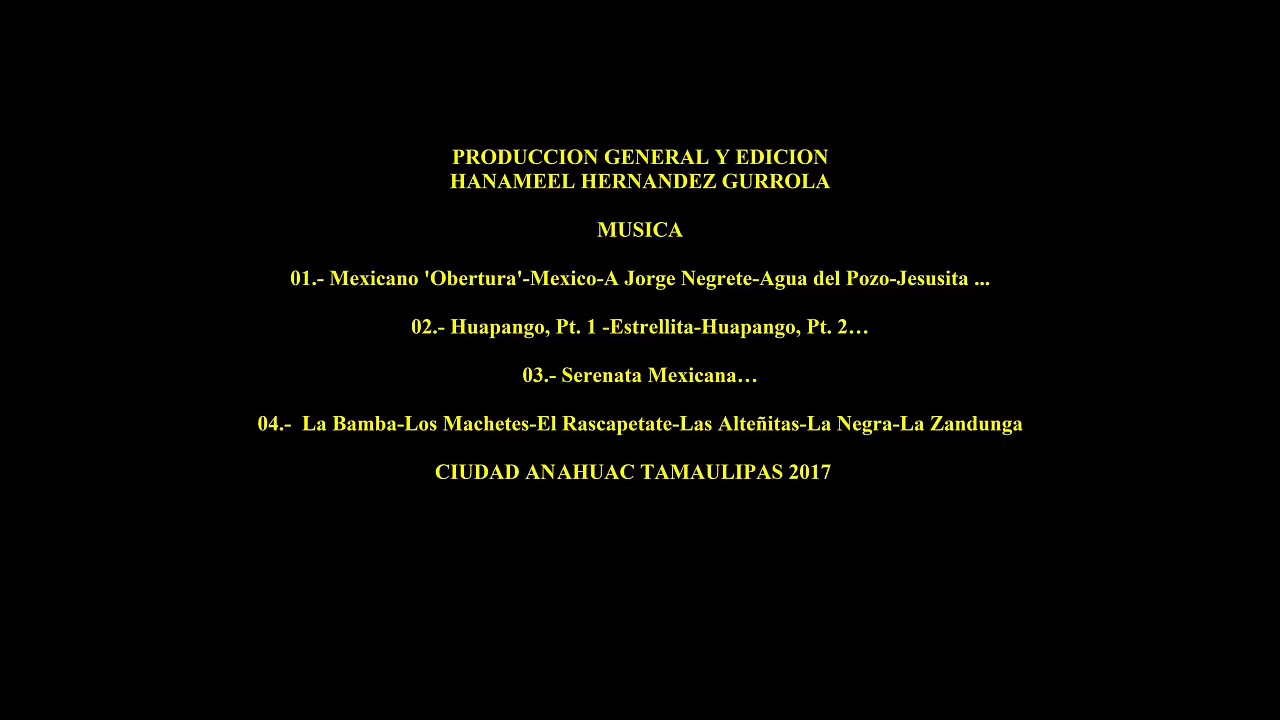 PRODUCCION GENERAL Y EDICION
HANAMEEL HERNANDEZ GURROLA
MUSICA
01.- Mexicano 'Obertura'-Mexico-A Jorge Negrete-Agua del Pozo-Jesusita ...
02.- Huapango, Pt. 1 -Estrellita-Huapango, Pt. 2…
03.- Serenata Mexicana…
04.-  La Bamba-Los Machetes-El Rascapetate-Las Alteñitas-La Negra-La Zandunga
CIUDAD ANAHUAC TAMAULIPAS 2017